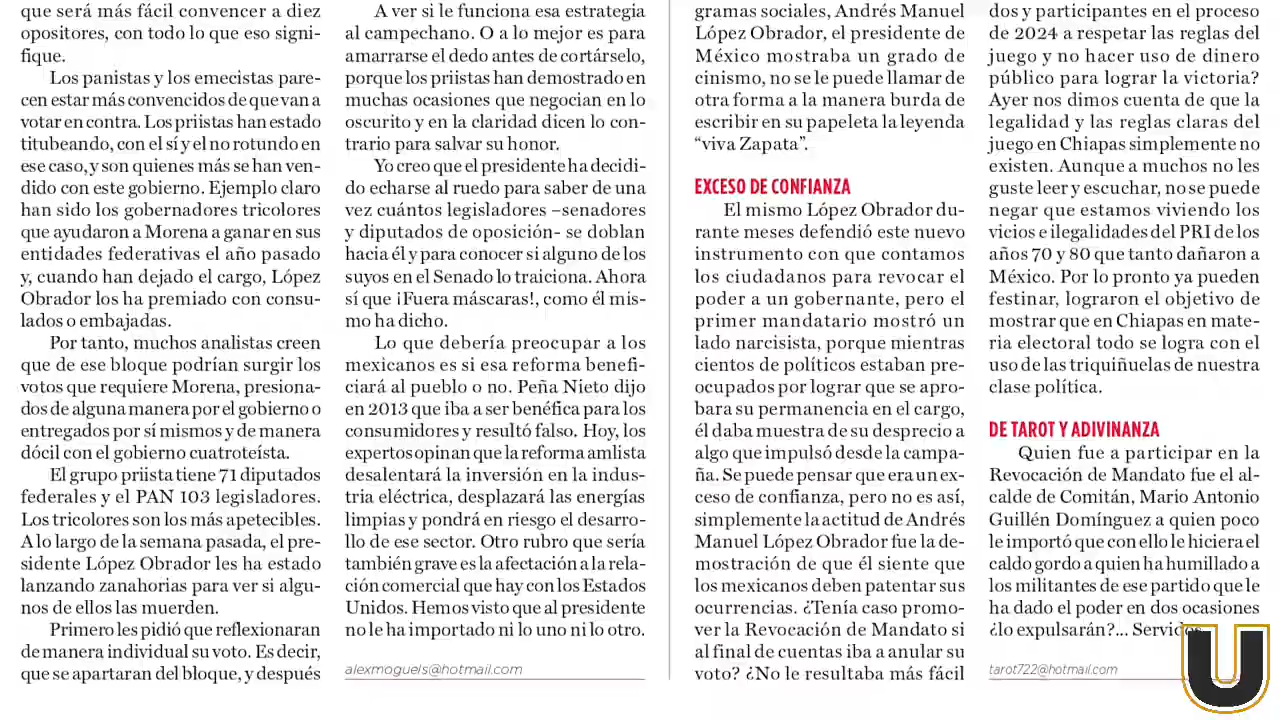 que será más fácil convencer a diez
opositores, con todo lo que eso signi-
fique.
Los panistas y los emecistas pare-
cen estar más convencidos de que van a
votar en contra. Los priistas han estado
titubeando, con el sí y el no rotundo en
ese caso, y son quienes más se han ven-
dido con este gobierno. Ejemplo claro
han sido los gobernadores tricolores
que ayudaron a Morena a ganar en sus
entidades federativas el año pasado
y, cuando han dejado el cargo, López
Obrador los ha premiado con consu-
lados o embajadas.
Por tanto, muchos analistas creen
que de ese bloque podrían surgir los
votos que requiere Morena, presiona-
dos de alguna manera por el gobierno o
entregados por sí mismos y de manera
dócil con el gobierno cuatroteísta.
El grupo priista tiene 71 diputados
federales y el PAN 103 legisladores.
Los tricolores son los más apetecibles.
A lo largo de la semana pasada, el pre-
sidente López Obrador les ha estado
lanzando zanahorias para ver si algu-
nos de ellos las muerden.
Primero les pidió que reflexionaran
de manera individual su voto. Es decir,
que se apartaran del bloque, y después
A ver si le funciona esa estrategia
al campechano. O a lo mejor es para
amarrarse el dedo antes de cortárselo,
porque los priistas han demostrado en
muchas ocasiones que negocian en lo
oscurito y en la claridad dicen lo con-
trario para salvar su honor.
Yo creo que el presidente ha decidi-
do echarse al ruedo para saber de una
vez cuántos legisladores –senadores
y diputados de oposición- se doblan
hacia él y para conocer si alguno de los
suyos en el Senado lo traiciona. Ahora
sí que ¡Fuera máscaras!, como él mis-
mo ha dicho.
Lo que debería preocupar a los
mexicanos es si esa reforma benefi-
ciará al pueblo o no. Peña Nieto dijo
en 2013 que iba a ser benéfica para los
consumidores y resultó falso. Hoy, los
expertos opinan que la reforma amlista
desalentará la inversión en la indus-
tria eléctrica, desplazará las energías
limpias y pondrá en riesgo el desarro-
llo de ese sector. Otro rubro que sería
también grave es la afectación a la rela-
ción comercial que hay con los Estados
Unidos. Hemos visto que al presidente
no le ha importado ni lo uno ni lo otro.
alexmoguels@hotmail.com
gramas sociales, Andrés Manuel
López Obrador, el presidente de
México mostraba un grado de
cinismo, no se le puede llamar de
otra forma a la manera burda de
escribir en su papeleta la leyenda
“viva Zapata”.
EXCESO DE CONFIANZA
El mismo López Obrador du-
rante meses defendió este nuevo
instrumento con que contamos
los ciudadanos para revocar el
poder a un gobernante, pero el
primer mandatario mostró un
lado narcisista, porque mientras
cientos de políticos estaban pre-
ocupados por lograr que se apro-
bara su permanencia en el cargo,
él daba muestra de su desprecio a
algo que impulsó desde la campa-
ña. Se puede pensar que era un ex-
ceso de confianza, pero no es así,
simplemente la actitud de Andrés
Manuel López Obrador fue la de-
mostración de que él siente que
los mexicanos deben patentar sus
ocurrencias. ¿Tenía caso promo-
ver la Revocación de Mandato si
al final de cuentas iba a anular su
voto? ¿No le resultaba más fácil
dos y participantes en el proceso
de 2024 a respetar las reglas del
juego y no hacer uso de dinero
público para lograr la victoria?
Ayer nos dimos cuenta de que la
legalidad y las reglas claras del
juego en Chiapas simplemente no
existen. Aunque a muchos no les
guste leer y escuchar, no se puede
negar que estamos viviendo los
vicios e ilegalidades del PRI de los
años 70 y 80 que tanto dañaron a
México. Por lo pronto ya pueden
festinar, lograron el objetivo de
mostrar que en Chiapas en mate-
ria electoral todo se logra con el
uso de las triquiñuelas de nuestra
clase política.
DE TAROT Y ADIVINANZA
Quien fue a participar en la
Revocación de Mandato fue el al-
calde de Comitán, Mario Antonio
Guillén Domínguez a quien poco
le importó que con ello le hiciera el
caldo gordo a quien ha humillado a
los militantes de ese partido que le
ha dado el poder en dos ocasiones
¿lo expulsarán?... Servidos.
tarot722@hotmail.com
U